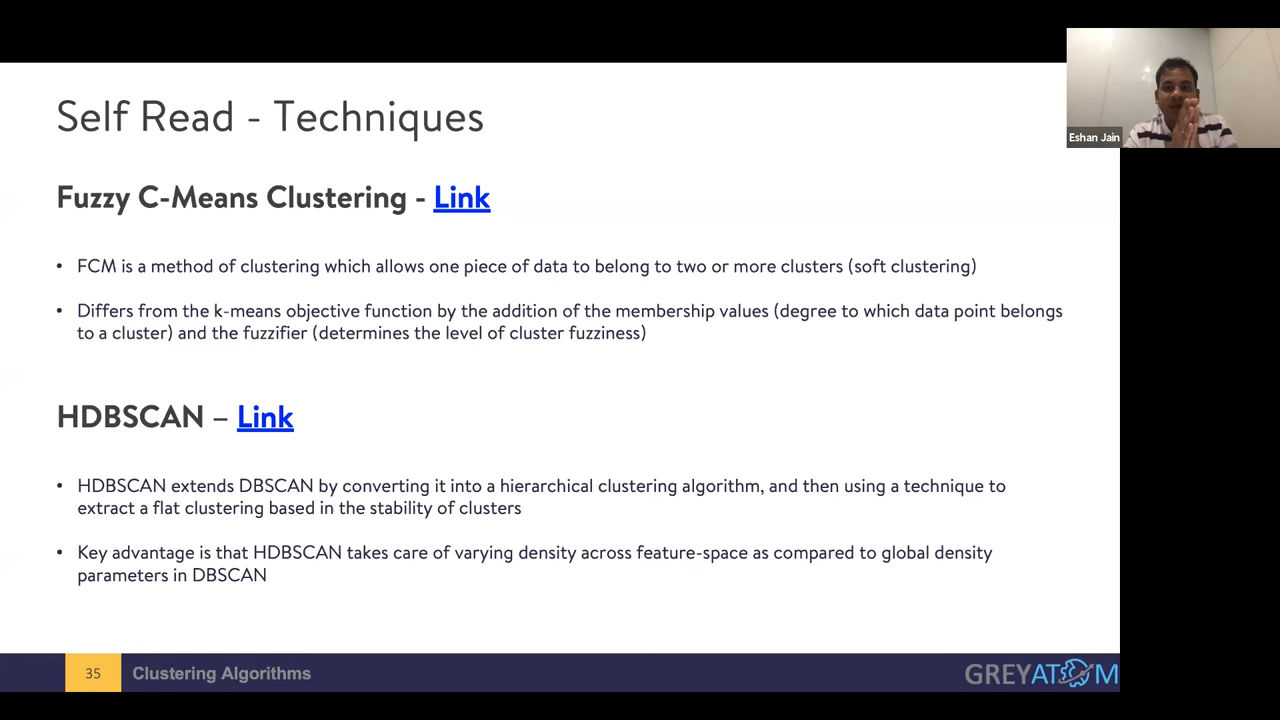 Self Read - Techniques
Eshan Jain
Fuzzy C-Means Clustering - Link
• FCM is a method of clustering which allows one piece of data to belong to two or more clusters (soft clustering)
• Differs from the k-means objective function by the addition of the membership values (degree to which data point belongs
to a cluster) and the fuzzifier (determines the level of cluster fuzziness)
HDBSCAN – Link
• HDBSCAN extends DBSCAN by converting it into a hierarchical clustering algorithm, and then using a technique to
extract a flat clustering based in the stability of clusters
• Key advantage is that HDBSCAN takes care of varying density across feature-space as compared to global density
parameters in DBSCAN
35 Clustering Algorithms
GREYATOM